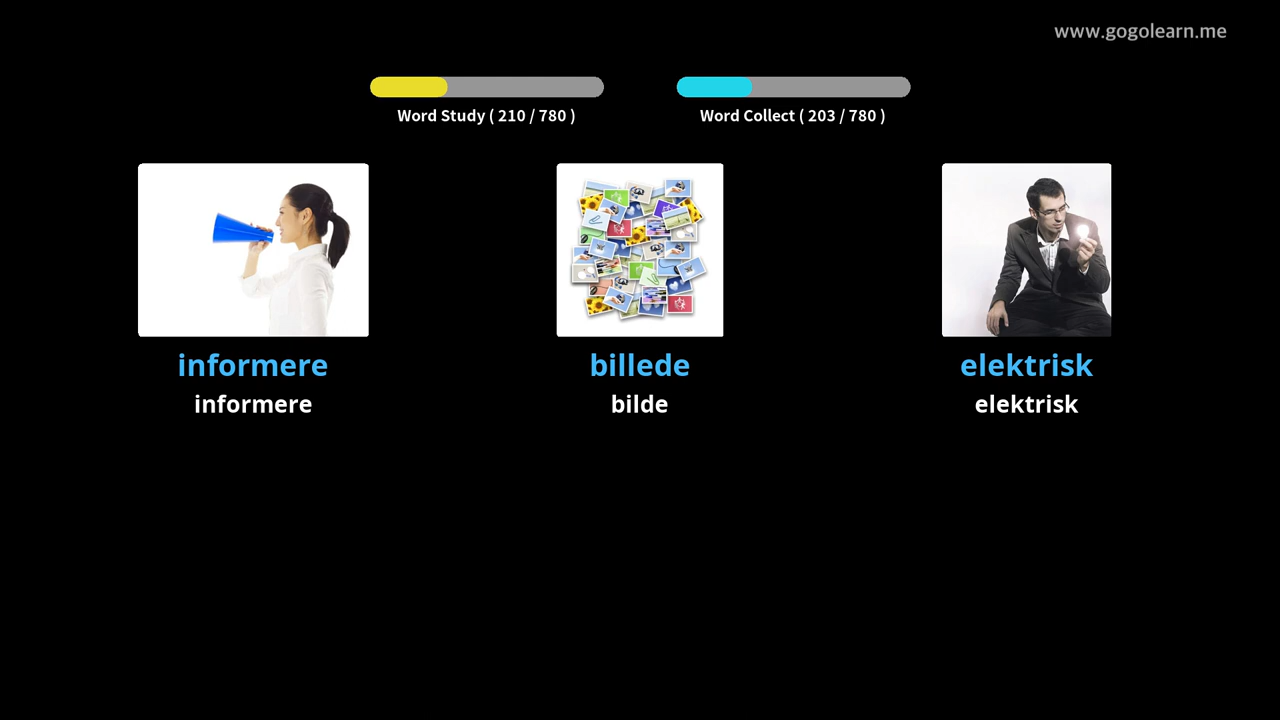 www.gogolearn.me
Word Study ( 210 / 780 )
Word Collect ( 203 / 780 )
informere
billede
elektrisk
informere
bilde
elektrisk